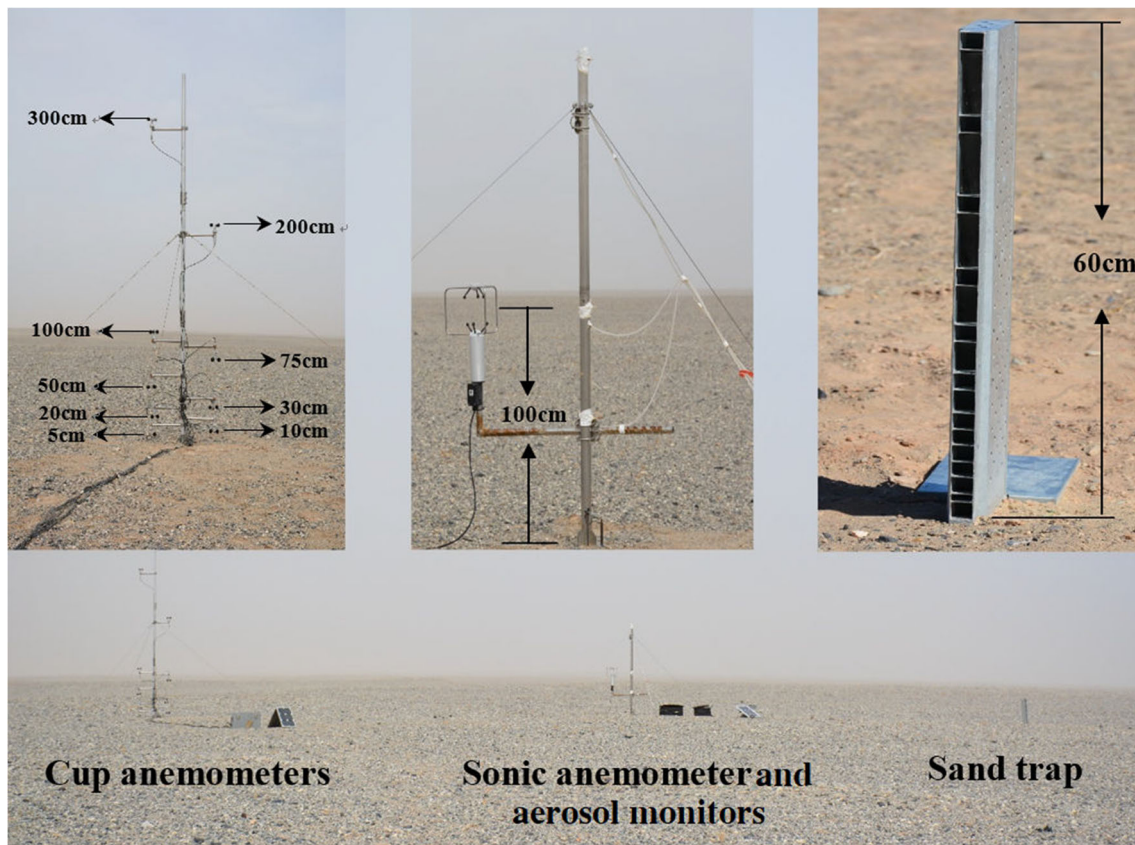 300cm
200cm
100cm
75cm
50cm
30cm
20cm
10cm
5cm
100cm
60cm
Cup anemometers
Sonic anemometer and
aerosol monitors
Sand trap